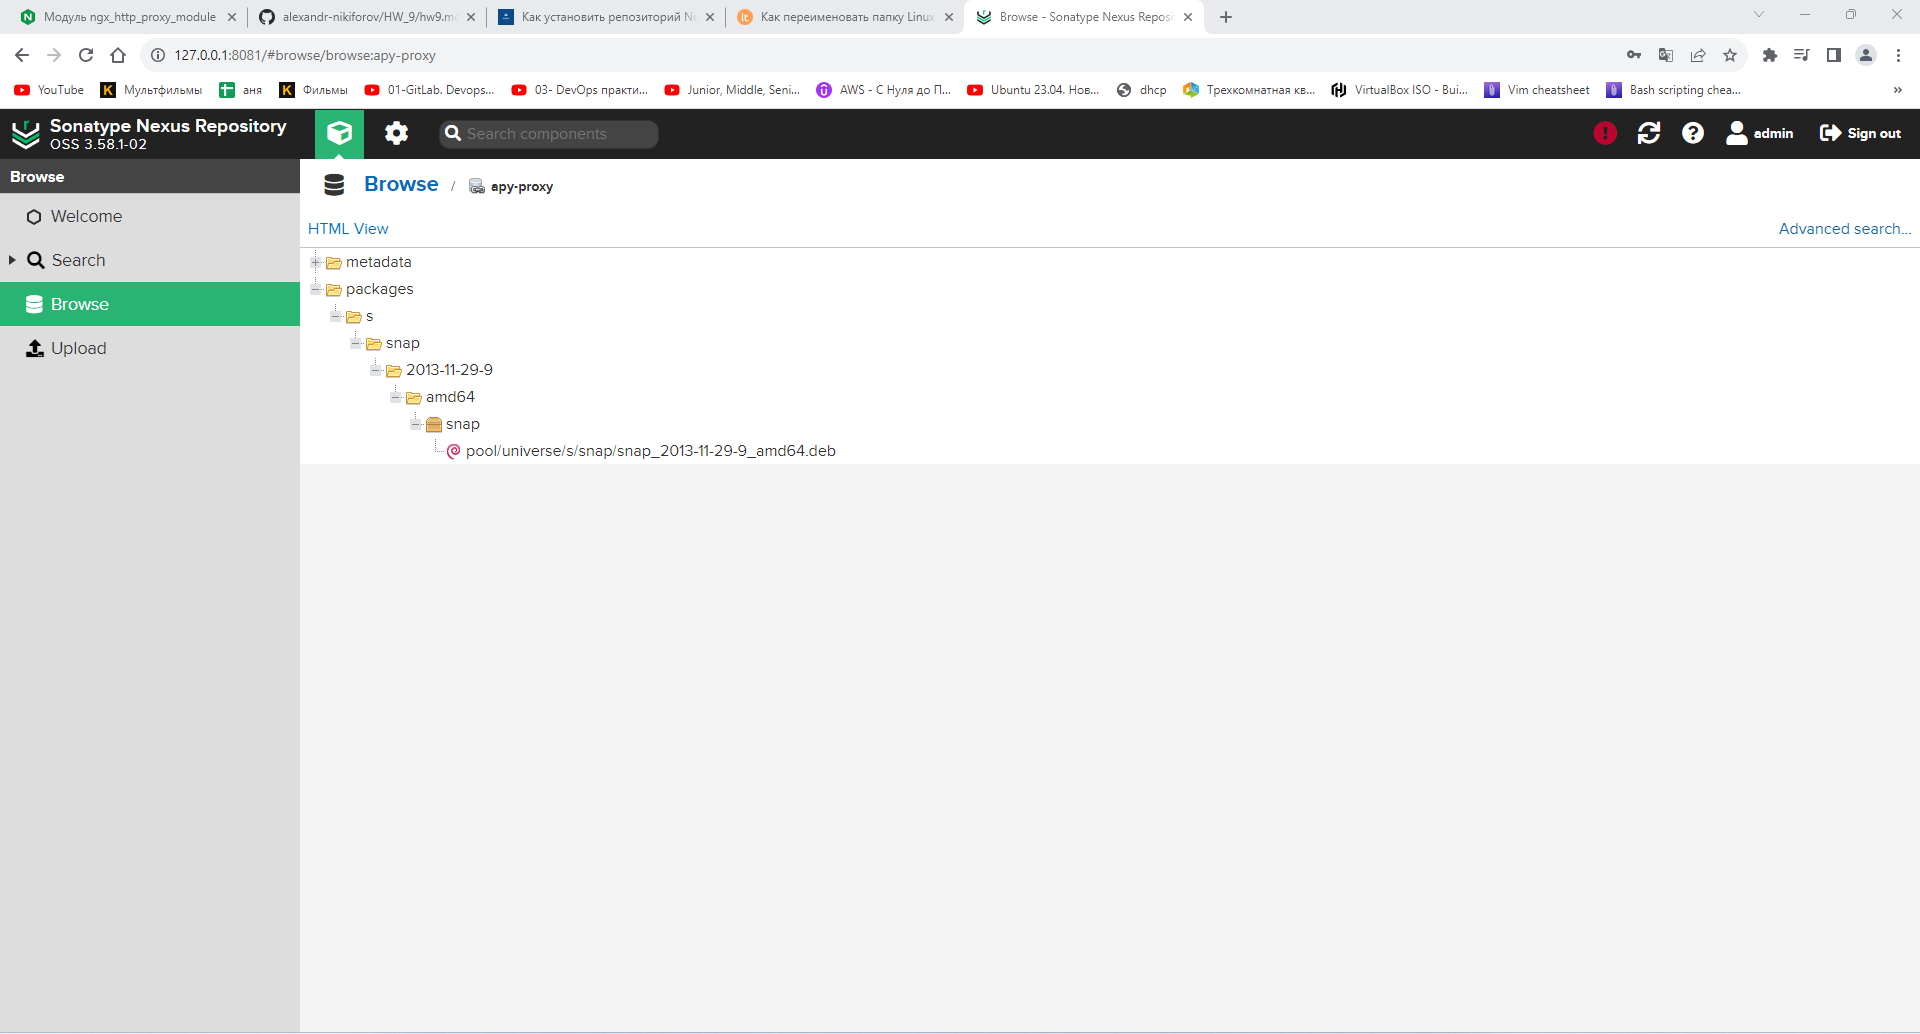 Модуль ngx_http_proxy_module
alexandr-nikiforov/HW_9/hw9.mc
Как установить репозиторий Ne
Как переименовать папку Linux
Browse - Sonatype Nexus Reposi
127.0.0.1:8081/#browse/browse:apy-proxy
YouTube
Мультфильмы
аня
Фильмы
01-GitLab. Devops...
03- DevOps практи...
Junior, Middle, Seni...
AWS - С Нуля до П...
Ubuntu 23.04. Нов...
dhcp
Трехкомнатная кв...
VirtualBox ISO - Bui...
Vim cheatsheet
Bash scripting chea...
»
Sonatype Nexus Repository
OSS 3.58.1-02
Search components
admin
Sign out
Browse
Welcome
Search
Browse
Upload
Browse / apy-proxy
HTML View
Advanced search...
metadata
packages
s
snap
2013-11-29-9
amd64
snap
pool/universe/s/snap/snap_2013-11-29-9_amd64.deb